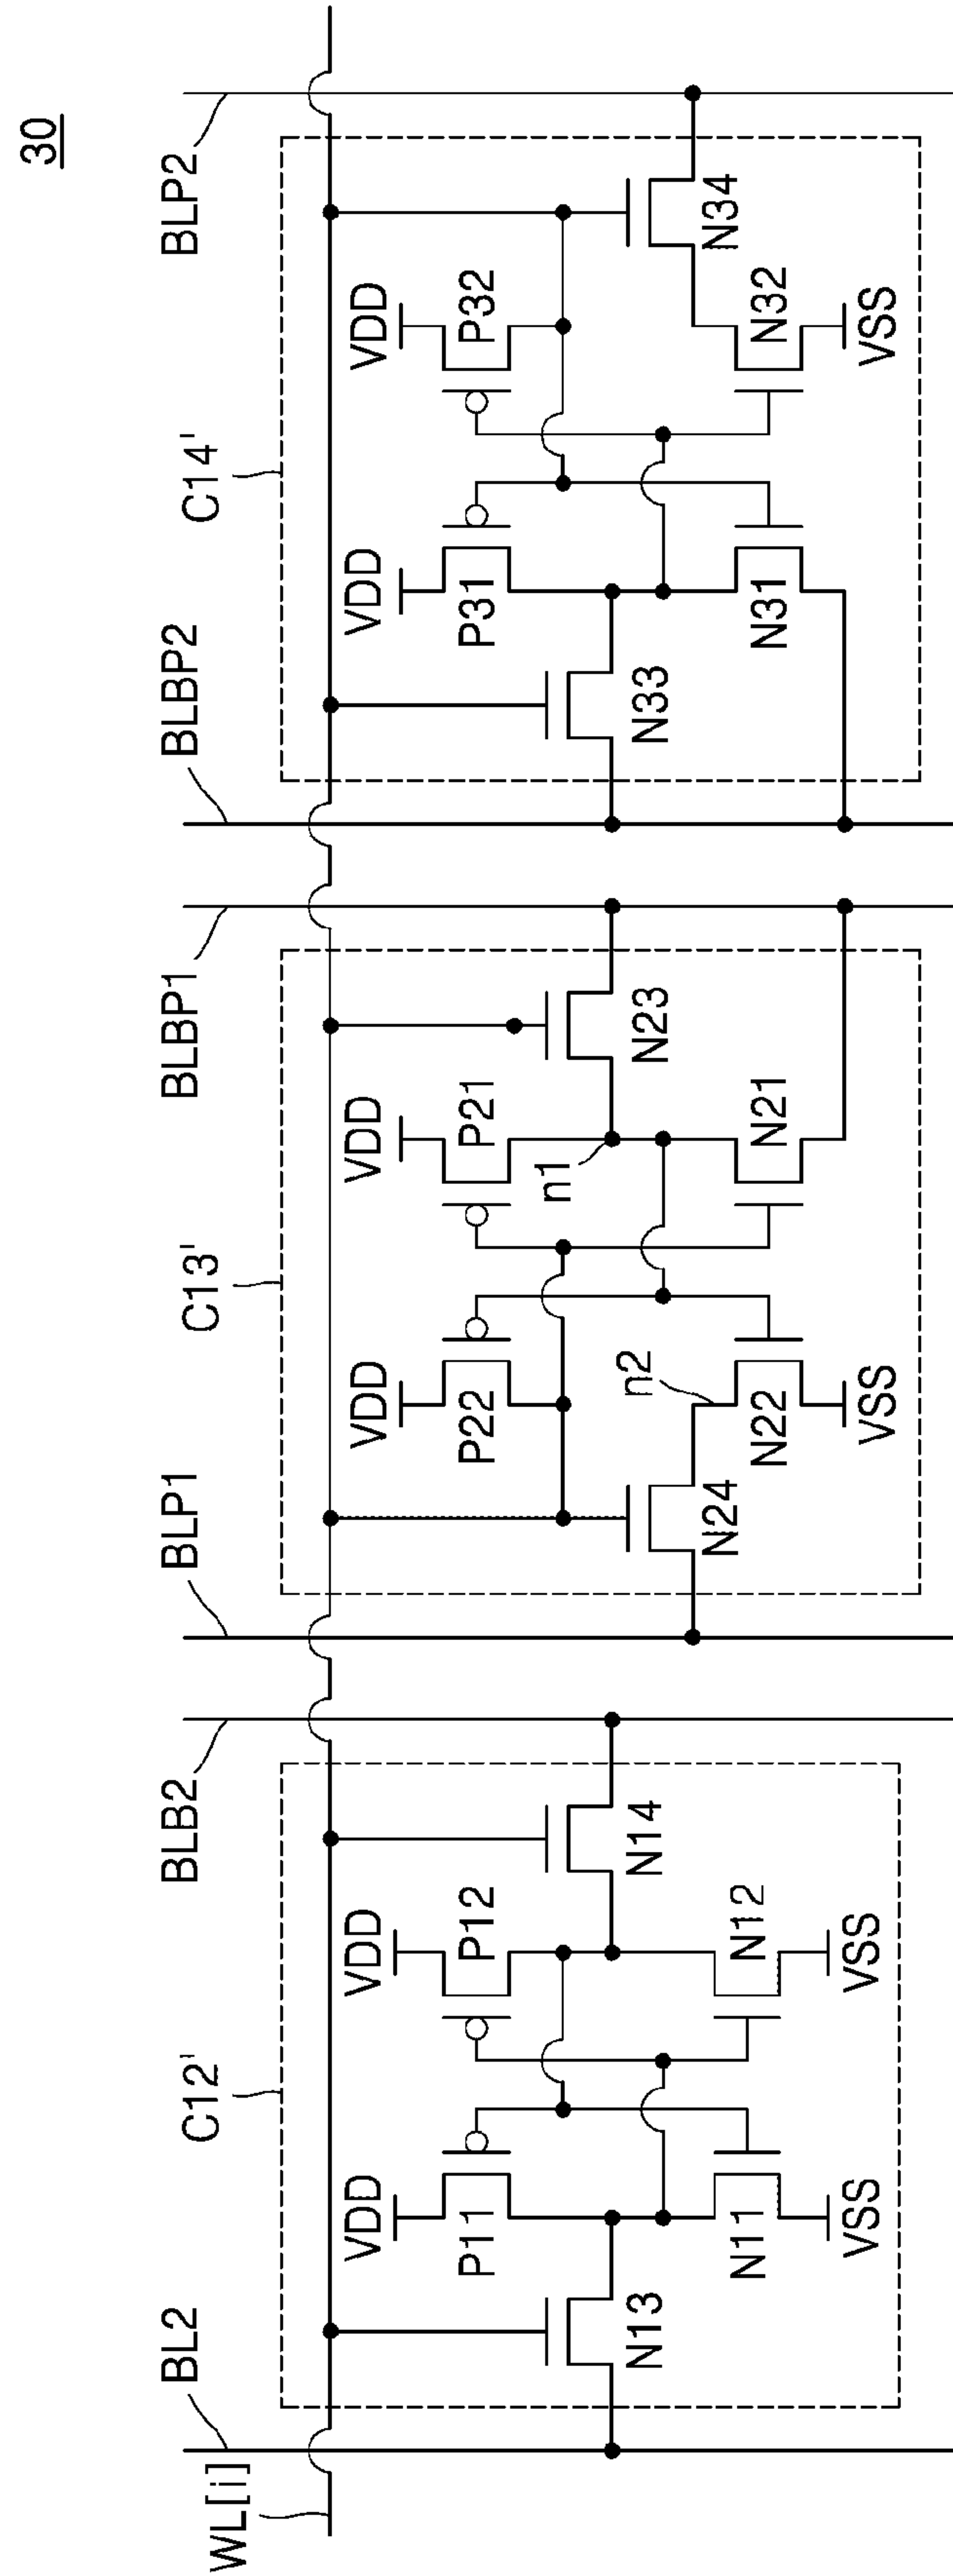 30
WL[i]
BL2
BLB2
BLP1
BLBP1
BLBP2
BLP2
C12'
C13'
C14'
VDD
VDD
VDD
VDD
VDD
VDD
P11
P12
P22
P21
P31
P32
n1
N13
N14
n2
N23
N33
N24
N34
N11
N12
N22
N21
N31
N32
VSS
VSS
VSS
VSS